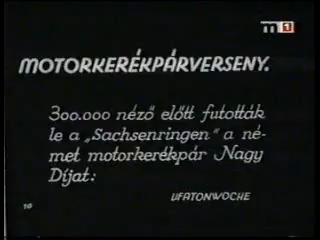 m1
MOTORKERÉKPÁRVERSENY.
300.000 néző előtt futották
le a „Sachsenringen" a né-
met motorkerékpár Nagy
Díjat:
UFATONWOCHE
10